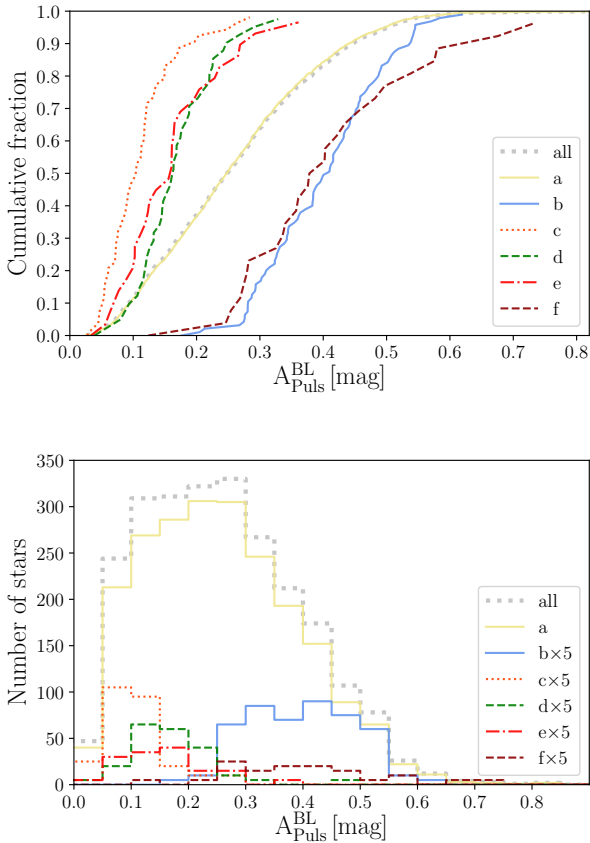 Cumulative fraction
1.0
0.9
0.8
0.7
0.6
0.5
0.4
0.3
0.2
0.1
0.0
all
a
b
c
d
e
f
0.0 0.1 0.2 0.3 0.4 0.5 0.6 0.7 0.8
A_Puls^BL [mag]
Number of stars
350
300
250
200
150
100
50
0
all
a
b×5
c×5
d×5
e×5
f×5
0.0 0.1 0.2 0.3 0.4 0.5 0.6 0.7 0.8
A_Puls^BL [mag]